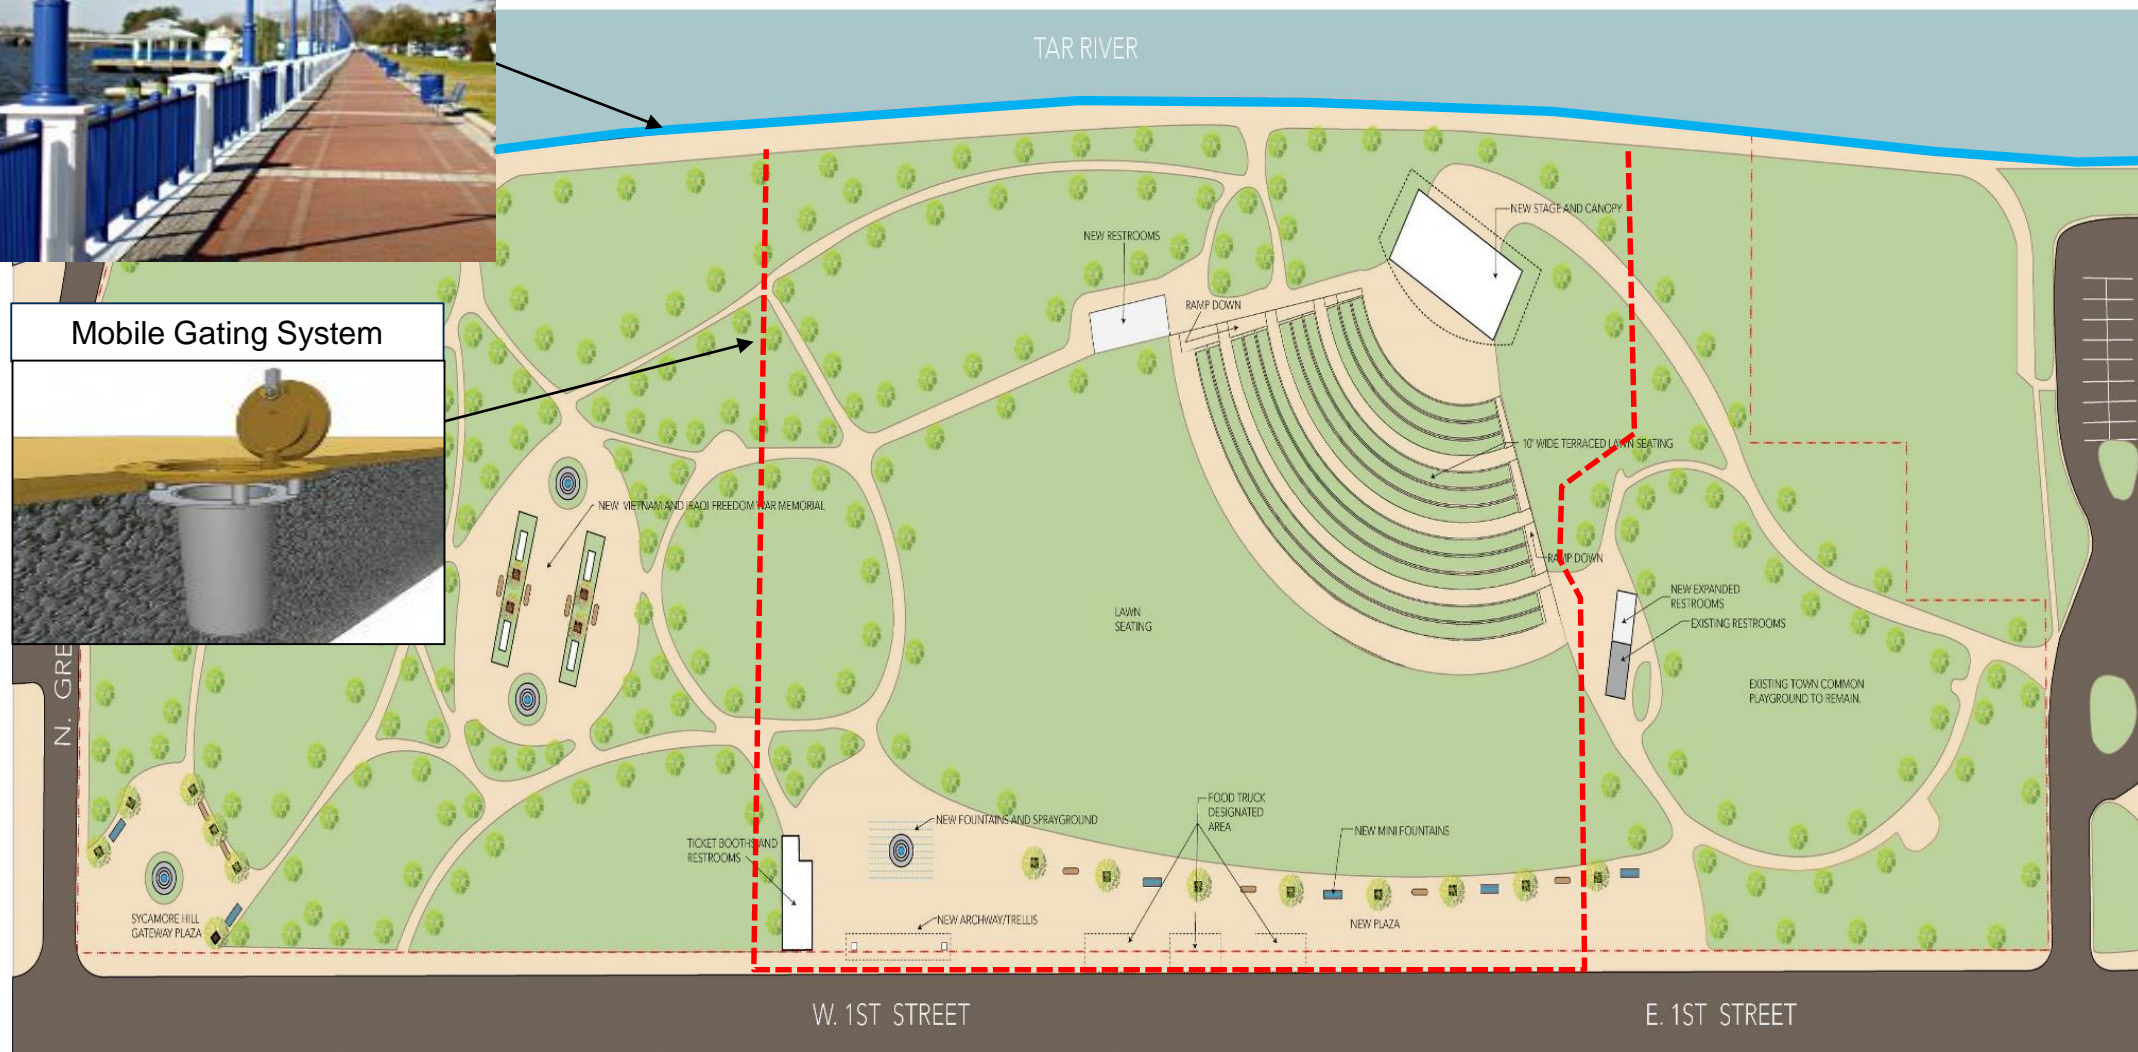 TAR RIVER
NEW STAGE AND CANOPY
NEW RESTROOMS
RAMP DOWN
Mobile Gating System
10' WIDE TERRACED LAWN SEATING
NEW VIETNAM AND IRAQI FREEDOM WAR MEMORIAL
RAMP DOWN
NEW EXPANDED
RESTROOMS
EXISTING RESTROOMS
LAWN
SEATING
EXISTING TOWN COMMON
PLAYGROUND TO REMAIN.
N. GRE
FOOD TRUCK
DESIGNATED
AREA
NEW FOUNTAINS AND SPRAYGROUND
NEW MINI FOUNTAINS
TICKET BOOTHS AND
RESTROOMS
SYCAMORE HILL
GATEWAY PLAZA
NEW ARCHWAY/TRELLIS
NEW PLAZA
W. 1ST STREET
E. 1ST STREET